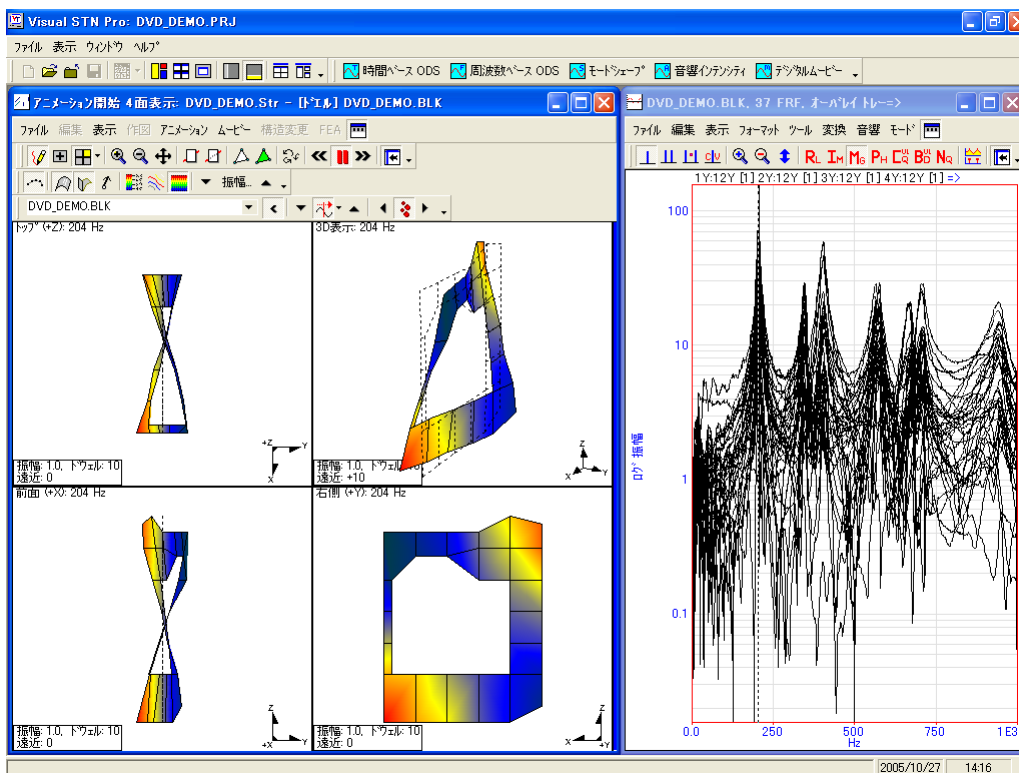 Visual STN Pro: DVD_DEMO.PRJ
ファイル 表示 ウィンドウ ヘルプ
時間ベース ODS 周波数ベース ODS モードシェープ 音響インテンシティ デジタルムービー
アニメーション開始 4面表示: DVD_DEMO.Str - [ドエル] DVD_DEMO.BLK
ファイル 編集 表示 作図 アニメーション ムービー 構造変更 FEA
振幅...
DVD_DEMO.BLK
トップ (+Z): 204 Hz
+Z Y X
振幅: 1.0, ドウェル: 10
遠近: 0
3D表示: 204 Hz
Z X Y
振幅: 1.0, ドウェル: 10
遠近: +10
前面 (+X): 204 Hz
Z +X Y
振幅: 1.0, ドウェル: 10
遠近: 0
右側 (+Y): 204 Hz
Z X +Y
振幅: 1.0, ドウェル: 10
遠近: 0
DVD_DEMO.BLK, 37 FRF, オーバレイ トレー=>
ファイル 編集 表示 フォーマット ツール 変換 音響 モード
RL IM MG PH NQ
1Y:12Y [1] 2Y:12Y [1] 3Y:12Y [1] 4Y:12Y [1] =>
100
10
1
0.1
ログ 振幅
0.0 250 500 750 1E3
Hz
2005/10/27 14:16